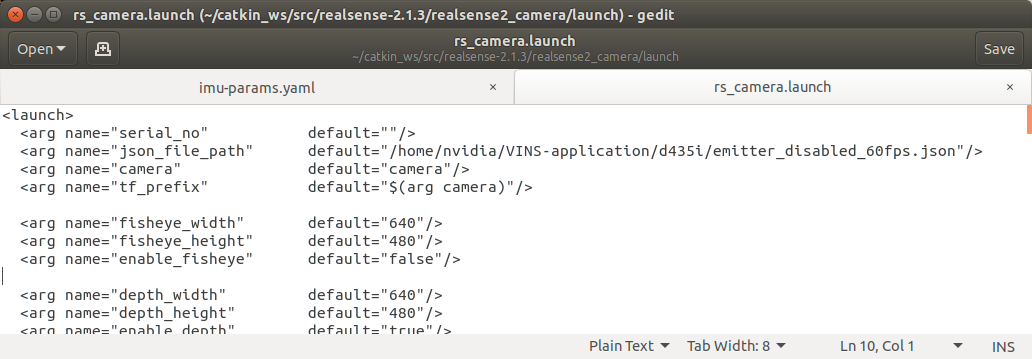 rs_camera.launch (~/catkin_ws/src/realsense-2.1.3/realsense2_camera/launch) - gedit
Open
rs_camera.launch
~/catkin_ws/src/realsense-2.1.3/realsense2_camera/launch
Save
imu-params.yaml ×
rs_camera.launch ×
<launch>
  <arg name="serial_no"           default=""/>
  <arg name="json_file_path"      default="/home/nvidia/VINS-application/d435i/emitter_disabled_60fps.json"/>
  <arg name="camera"              default="camera"/>
  <arg name="tf_prefix"           default="$(arg camera)"/>

  <arg name="fisheye_width"       default="640"/>
  <arg name="fisheye_height"      default="480"/>
  <arg name="enable_fisheye"      default="false"/>

  <arg name="depth_width"         default="640"/>
  <arg name="depth_height"        default="480"/>
  <arg name="enable_depth"        default="true"/>
Plain Text Tab Width: 8 Ln 10, Col 1 INS